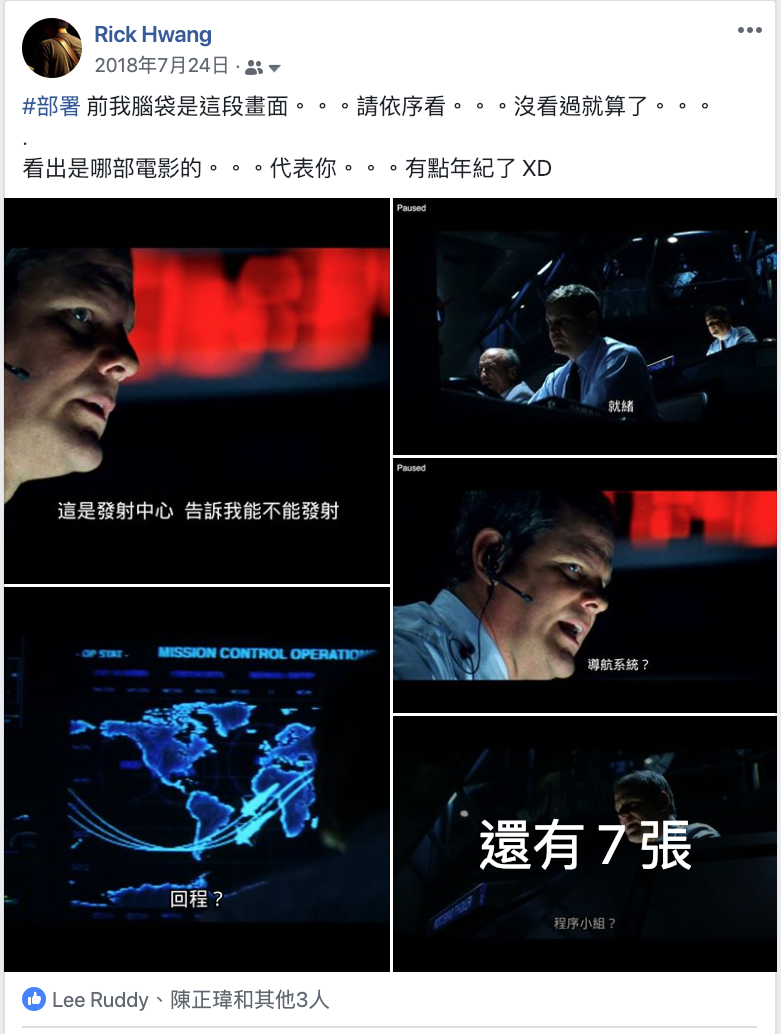 Rick Hwang
2018年7月24日 ·
#部署 前我腦袋是這段畫面。。。請依序看。。。沒看過就算了。。。
.
看出是哪部電影的。。。代表你。。。有點年紀了 XD
這是發射中心 告訴我能不能發射
Paused
就緒
Paused
導航系統？
- OP STAT -
MISSION CONTROL OPERATION
回程？
還有 7 張
程序小組？
Lee Ruddy、陳正瑋和其他3人